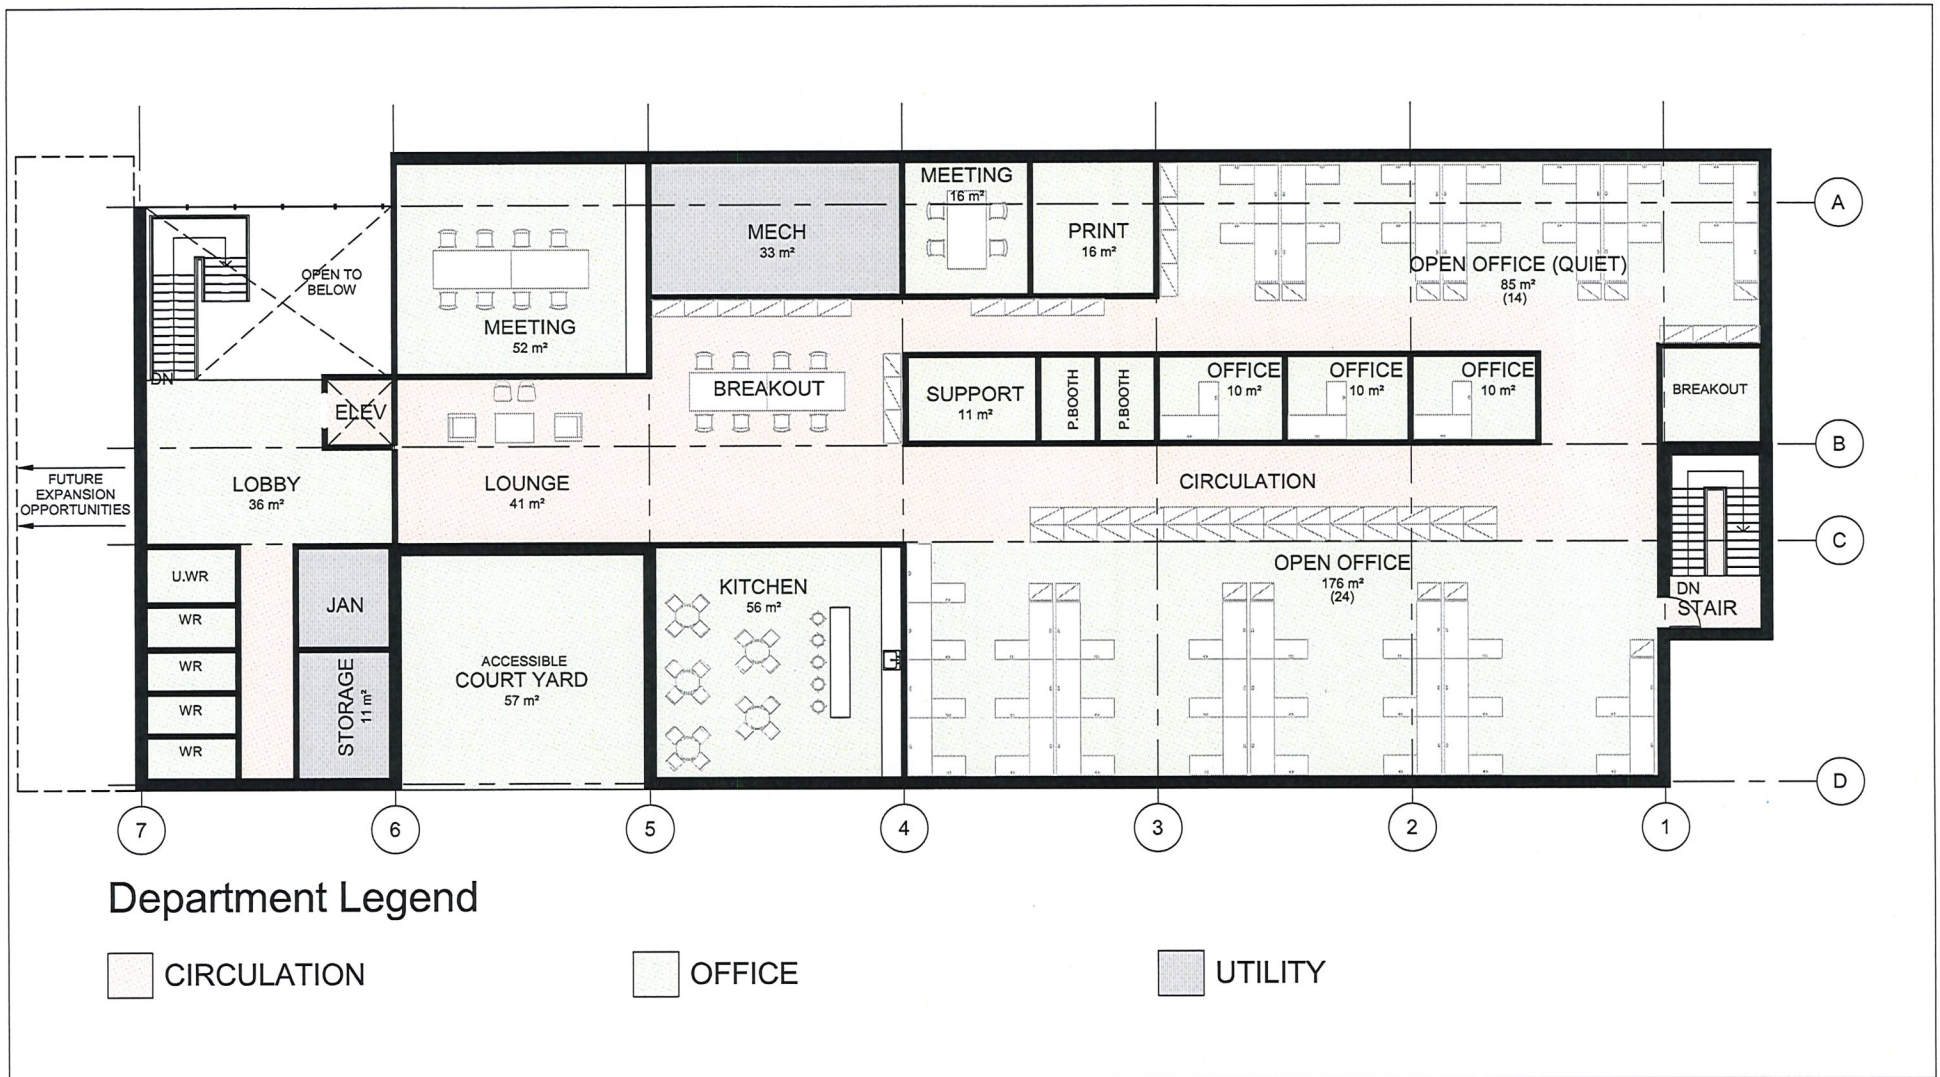 MEETING
16 m²
A
MECH
33 m²
PRINT
16 m²
OPEN OFFICE (QUIET)
85 m²
(14)
OPEN TO
BELOW
MEETING
52 m²
DN
ELEV
BREAKOUT
SUPPORT
11 m²
P.BOOTH
P.BOOTH
OFFICE
10 m²
OFFICE
10 m²
OFFICE
10 m²
BREAKOUT
B
FUTURE
EXPANSION
OPPORTUNITIES
LOBBY
36 m²
LOUNGE
41 m²
CIRCULATION
C
U.WR
WR
WR
WR
WR
JAN
STORAGE
11 m²
ACCESSIBLE
COURT YARD
57 m²
KITCHEN
56 m²
OPEN OFFICE
176 m²
(24)
DN
STAIR
D
7
6
5
4
3
2
1
Department Legend
CIRCULATION
OFFICE
UTILITY